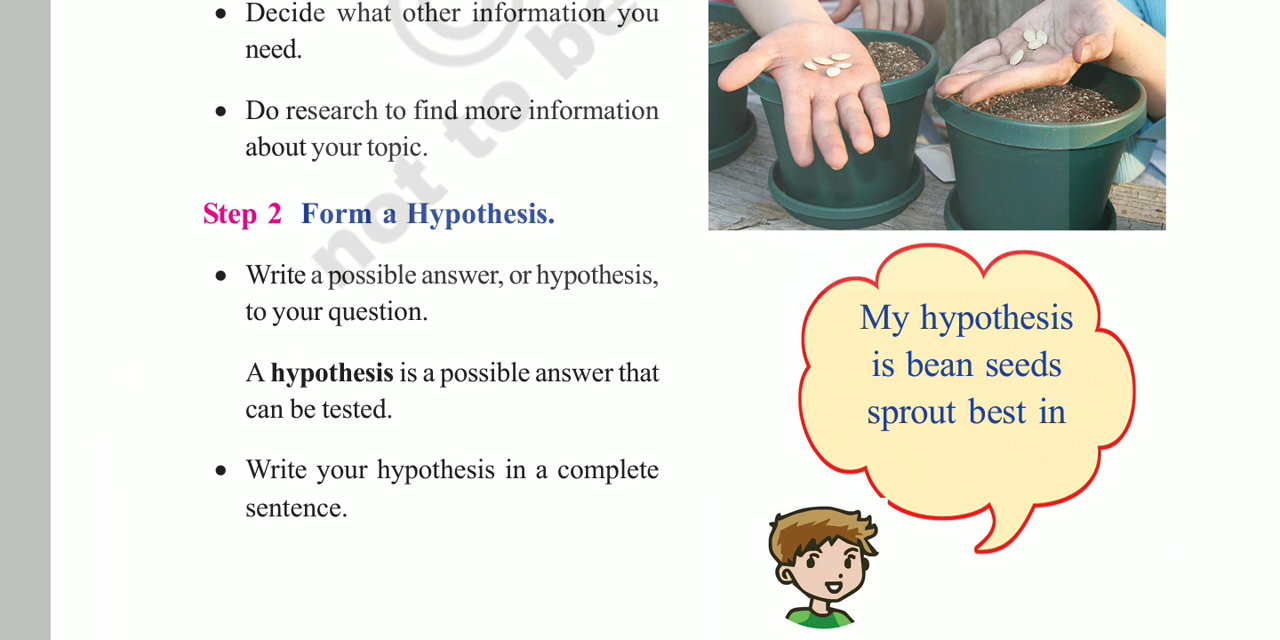 • Decide what other information you
need.
• Do research to find more information
about your topic.
Step 2 Form a Hypothesis.
• Write a possible answer, or hypothesis,
to your question.
A hypothesis is a possible answer that
can be tested.
• Write your hypothesis in a complete
sentence.
My hypothesis
is bean seeds
sprout best in
not to be